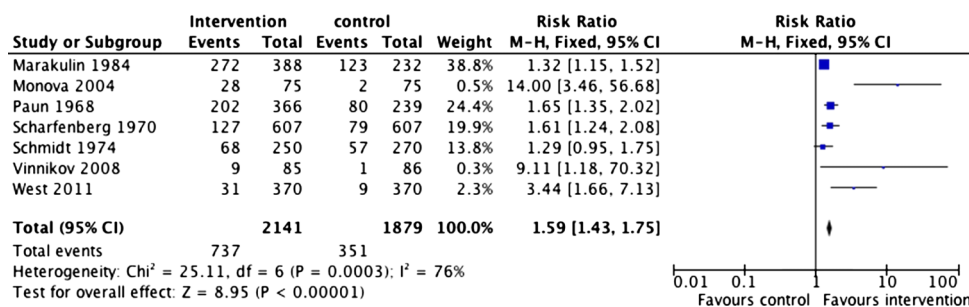 Intervention control Risk Ratio Risk Ratio
Study or Subgroup Events Total Events Total Weight M-H, Fixed, 95% CI M-H, Fixed, 95% CI
Marakulin 1984 272 388 123 232 38.8% 1.32 [1.15, 1.52]
Monova 2004 28 75 2 75 0.5% 14.00 [3.46, 56.68]
Paun 1968 202 366 80 239 24.4% 1.65 [1.35, 2.02]
Scharfenberg 1970 127 607 79 607 19.9% 1.61 [1.24, 2.08]
Schmidt 1974 68 250 57 270 13.8% 1.29 [0.95, 1.75]
Vinnikov 2008 9 85 1 86 0.3% 9.11 [1.18, 70.32]
West 2011 31 370 9 370 2.3% 3.44 [1.66, 7.13]
Total (95% CI) 2141 1879 100.0% 1.59 [1.43, 1.75]
Total events 737 351
Heterogeneity: Chi² = 25.11, df = 6 (P = 0.0003); I² = 76%
Test for overall effect: Z = 8.95 (P < 0.00001)
0.01 0.1 1 10 100
Favours control Favours intervention